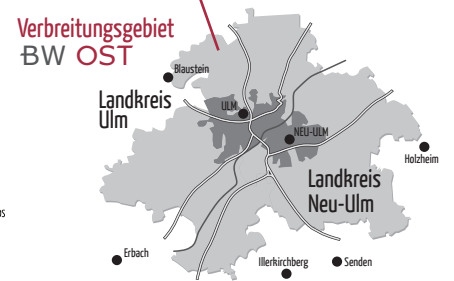 Verbreitungsgebiet
BW OST
Blaustein
Landkreis
Ulm
ULM
NEU-ULM
Holzheim
Landkreis
Neu-Ulm
Erbach
Illerkirchberg
Senden